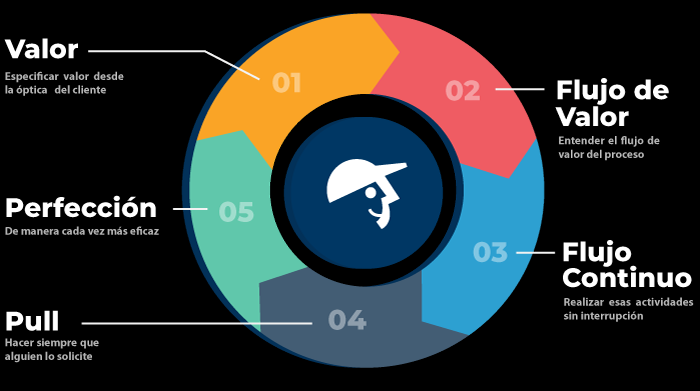 Valor
Especificar valor desde
la óptica del cliente
01
02
Flujo de
Valor
Entender el flujo de
valor del proceso
03
Flujo
Continuo
Realizar esas actividades
sin interrupción
04
Pull
Hacer siempre que
alguien lo solicite
05
Perfección
De manera cada vez más eficaz